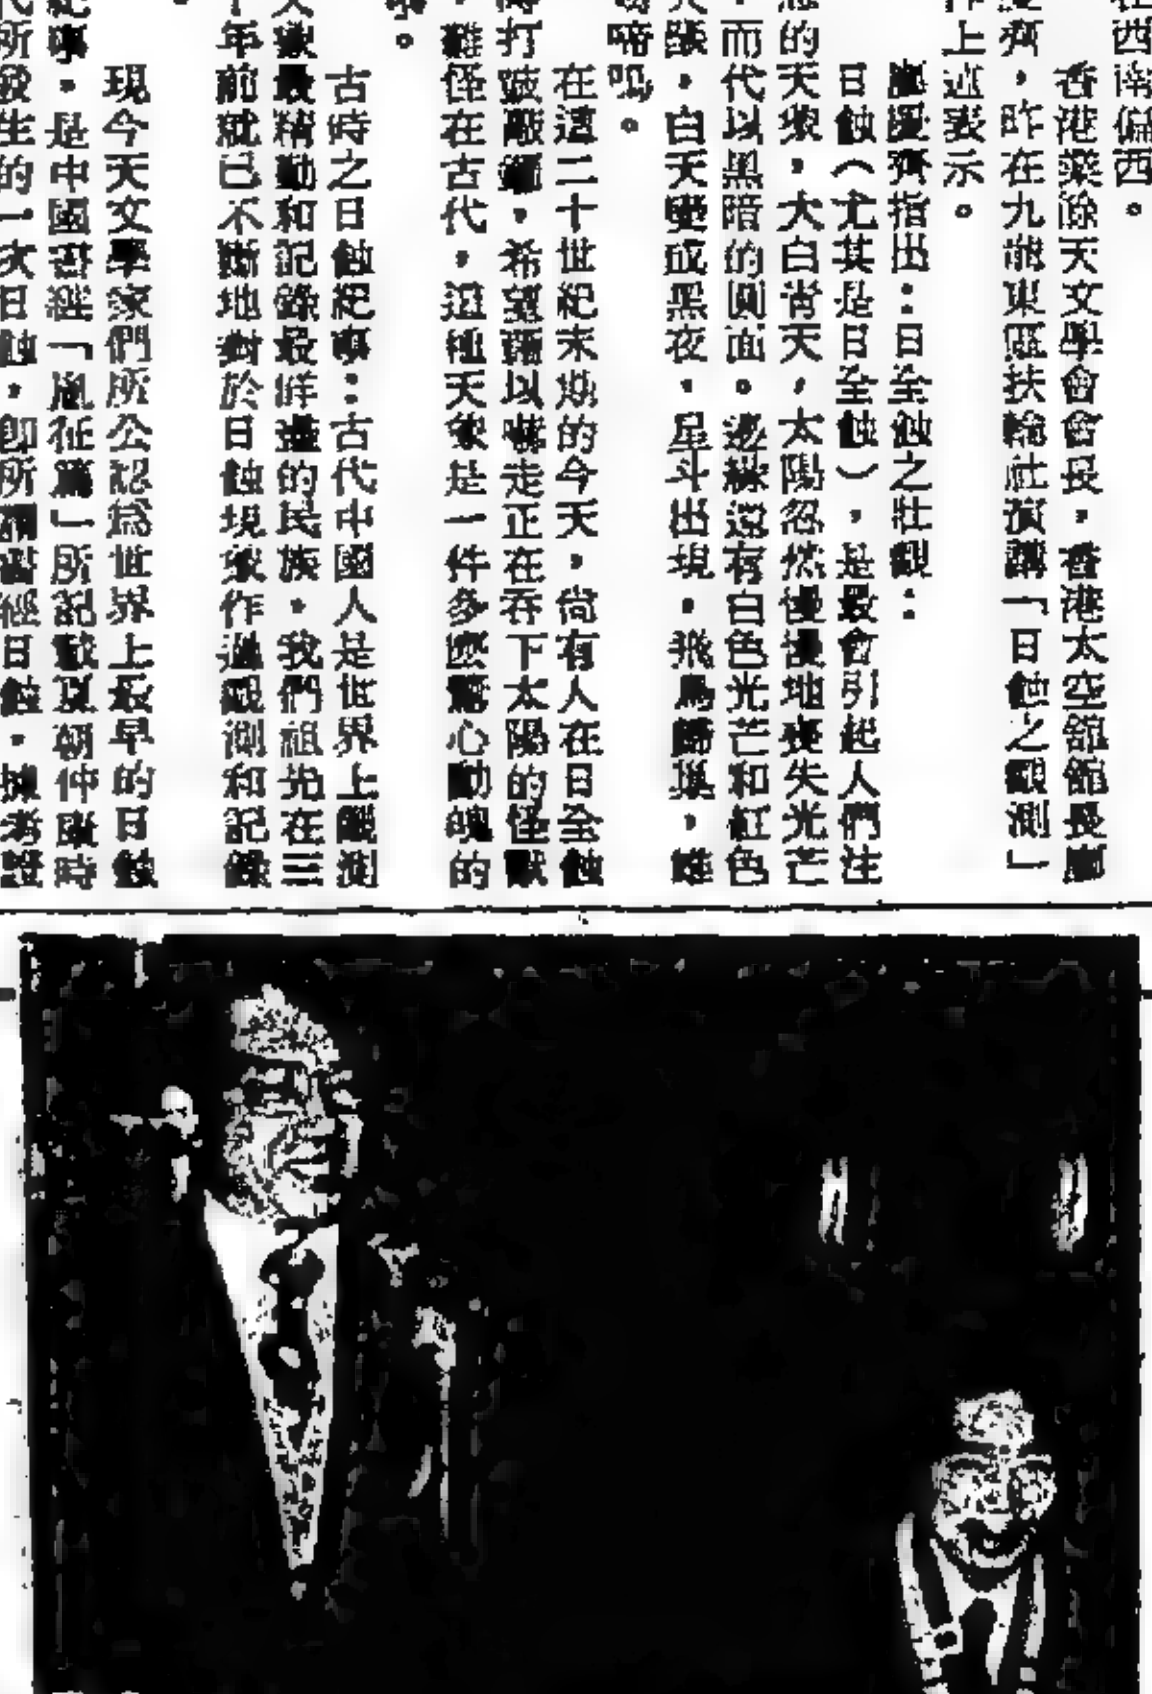 在西南偏西。
香港業餘天文學會會長，香港太空館館長廖
慶齊，昨在九龍東區扶輪社演講「日蝕之觀測」
作上述表示。
廖慶齊指出：日全蝕之壯觀：
日蝕（尤其是日全蝕），是最會引起人們注
的天象，大白青天，太陽忽然慢慢地喪失光芒
，而代以黑暗的圓面。邊緣還有白色光芒和紅色
，白天變成黑夜，星斗出現，飛鳥歸巢，雄
啼鳴。
在這二十世紀末期的今天，尚有人在日全蝕
時打鼓敲鑼，希望藉以嚇走正在吞下太陽的怪獸
，難怪在古代，這種天象是一件多麼驚心動魄的
事。
古時之日蝕紀事：古代中國人是世界上觀測
天象最精勤和記錄最詳盡的民族，我們祖先在三
千年前就已不斷地對於日蝕現象作過觀測和記錄
。
現今天文學家們所公認為世界上最早的日蝕
紀事，是中國書經「胤征篇」所記載夏朝仲康時
代所發生的一次日蝕，即所謂書經日蝕，據考證